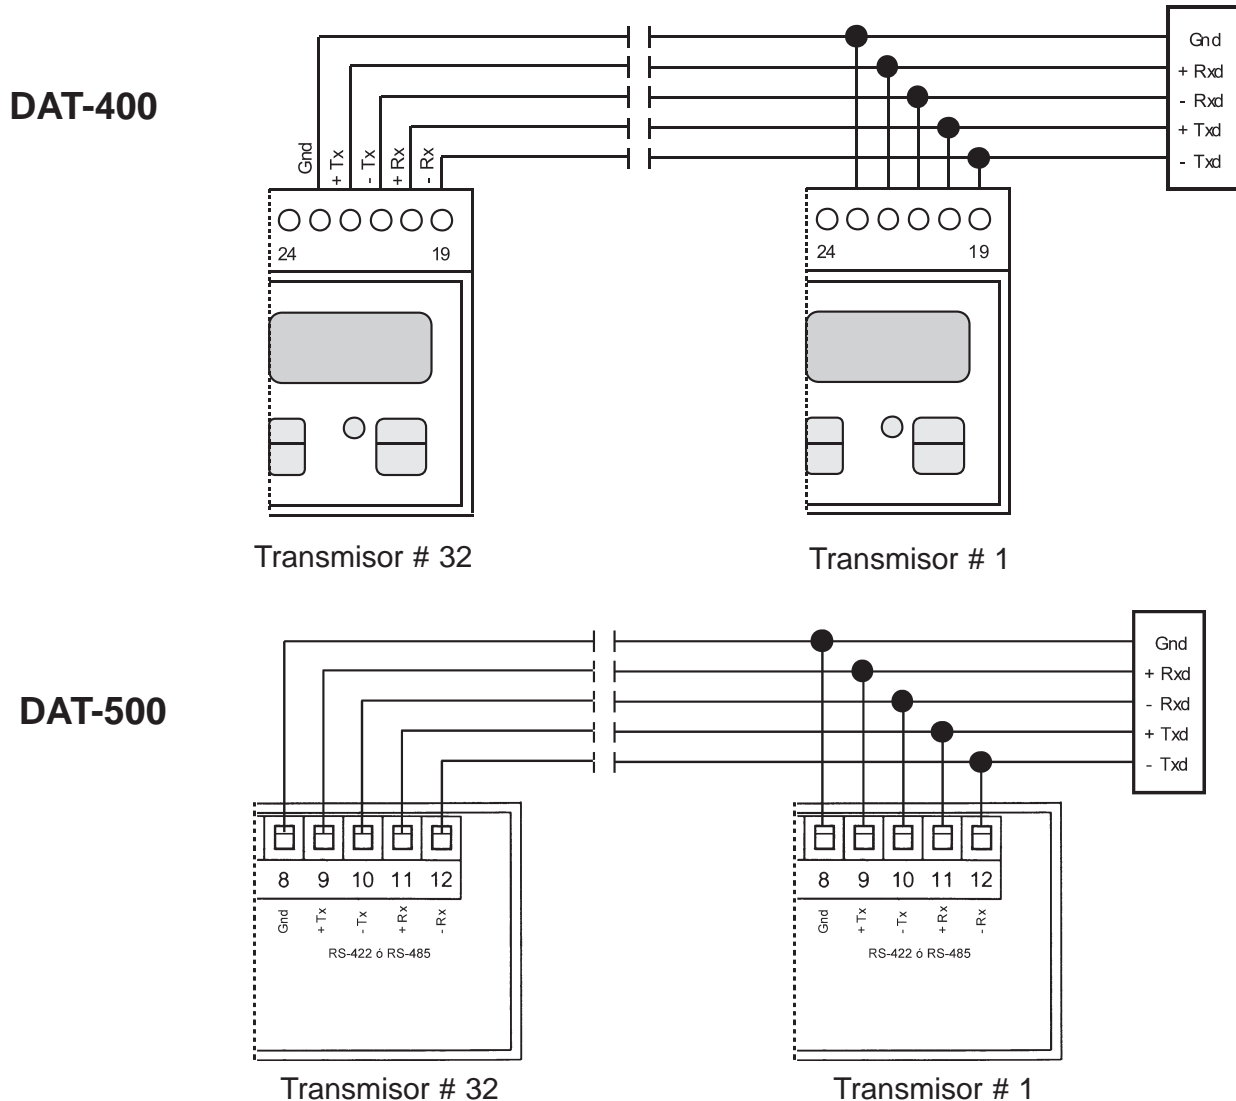 DAT-400
Gnd
+ Tx
- Tx
+ Rx
- Rx
Gnd
+ Rxd
- Rxd
+ Txd
- Txd
24
19
24
19
Transmisor # 32
Transmisor # 1
DAT-500
Gnd
+ Rxd
- Rxd
+ Txd
- Txd
8 9 10 11 12
Gnd
+ Tx
- Tx
+ Rx
- Rx
RS-422 ó RS-485
8 9 10 11 12
Gnd
+ Tx
- Tx
+ Rx
- Rx
RS-422 ó RS-485
Transmisor # 32
Transmisor # 1